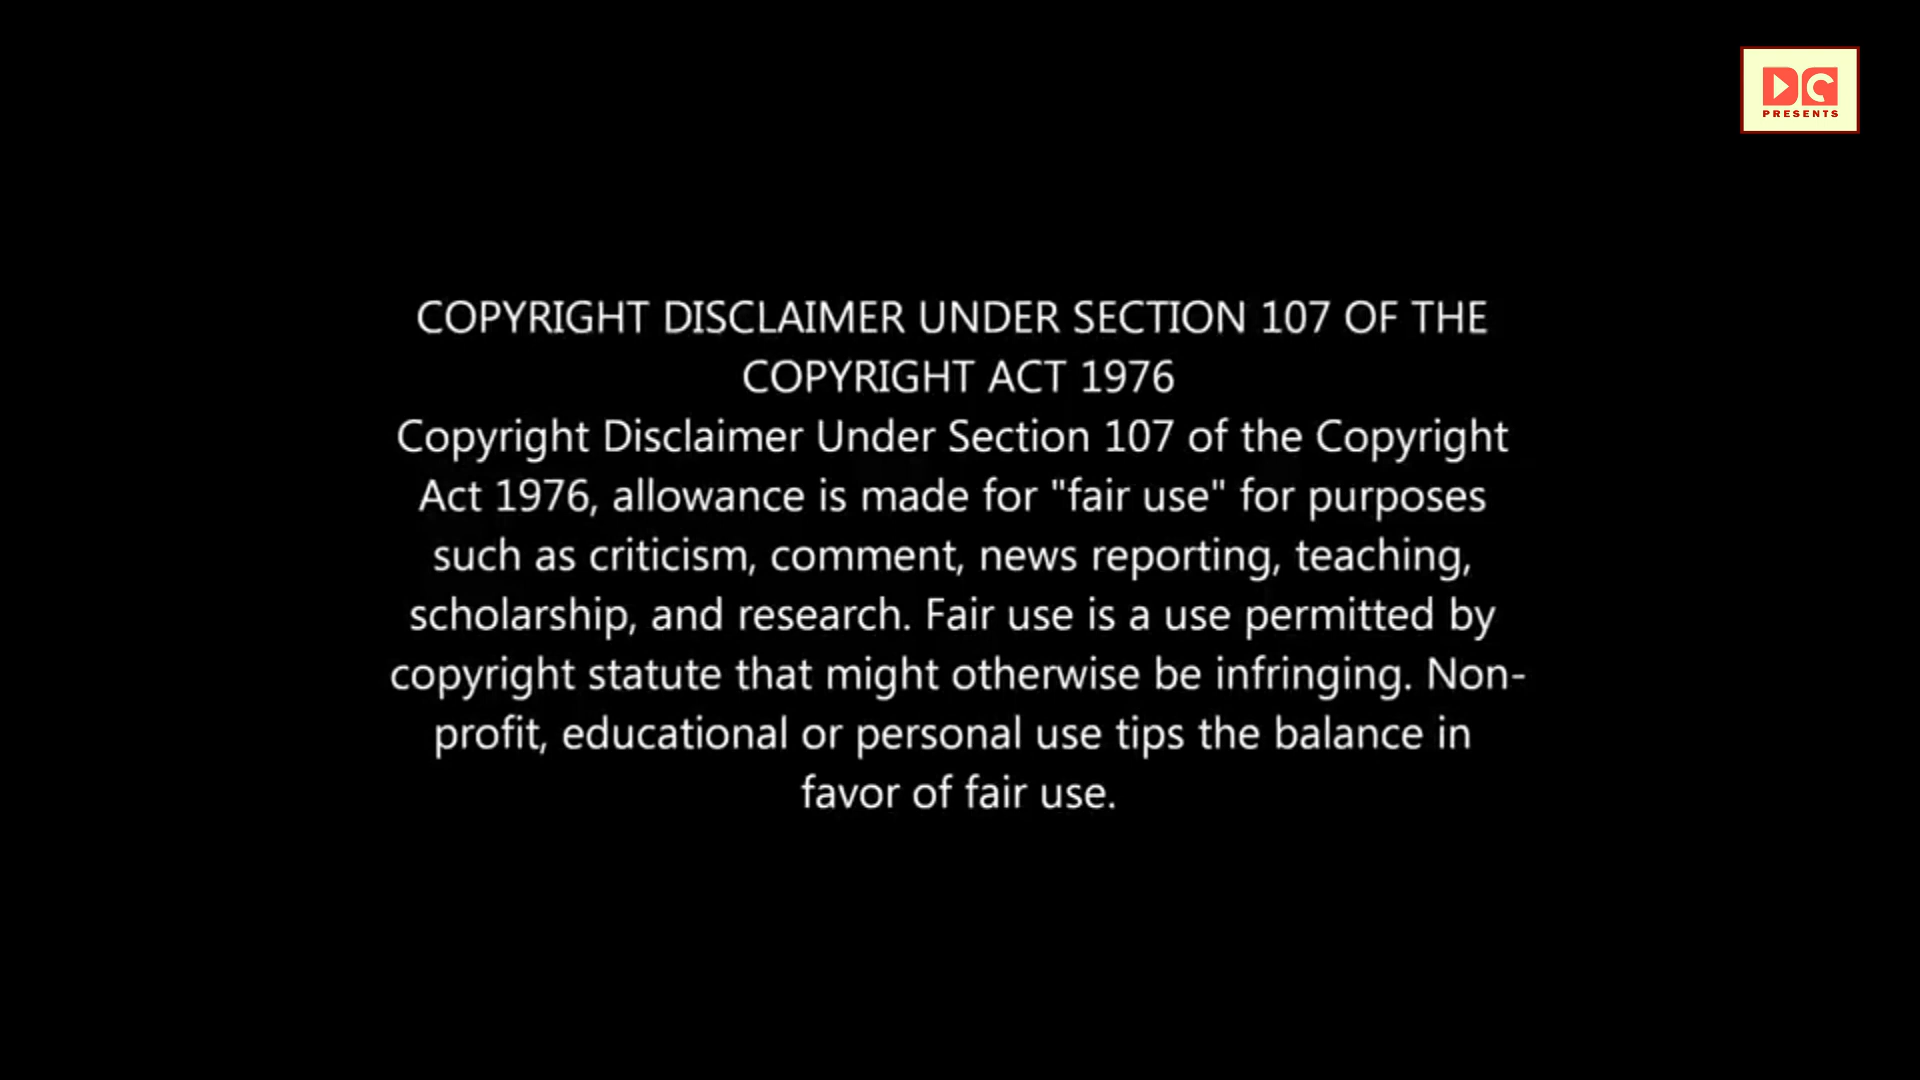 DC
PRESENTS
COPYRIGHT DISCLAIMER UNDER SECTION 107 OF THE
COPYRIGHT ACT 1976
Copyright Disclaimer Under Section 107 of the Copyright
Act 1976, allowance is made for "fair use" for purposes
such as criticism, comment, news reporting, teaching,
scholarship, and research. Fair use is a use permitted by
copyright statute that might otherwise be infringing. Non-
profit, educational or personal use tips the balance in
favor of fair use.